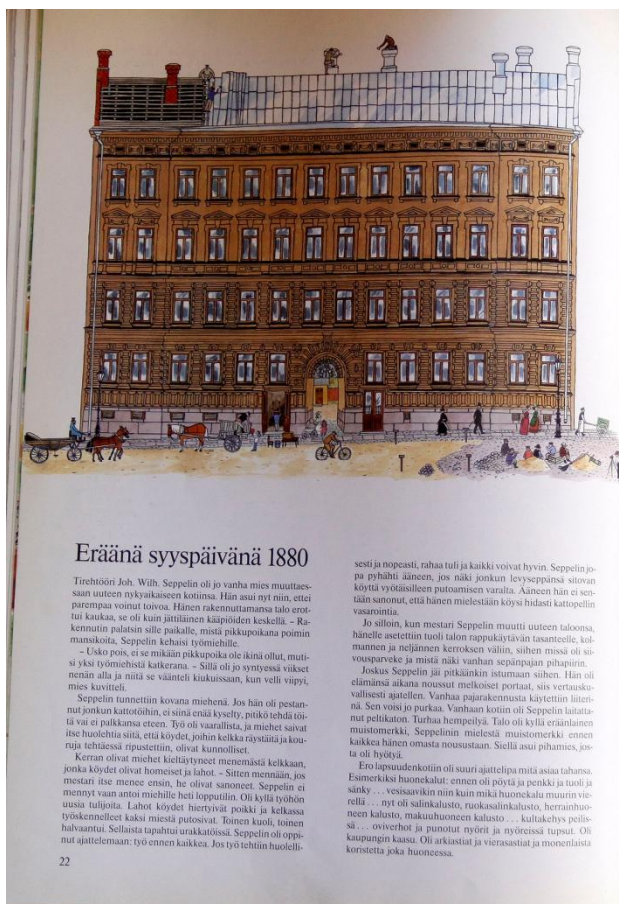 Eräänä syyspäivänä 1880
Tirehtööri Joh. Wilh. Seppelin oli jo vanha mies muuttaes-
saan uuteen nykyaikaiseen kotiinsa. Hän asui nyt niin, ettei
parempaa voinut toivoa. Hänen rakennuttamansa talo erot-
tui kaukaa, se oli kuin jättiläinen kääpiöiden keskellä. – Ra-
kennutin palatsin sille paikalle, mistä pikkupoikana poimin
mansikoita, Seppelin kehaisi työmiehille.
– Usko pois, ei se mikään pikkupoika ole ikinä ollut, muti-
si yksi työmiehistä katkerana. – Sillä oli jo syntyessä viikset
nenän alla ja niitä se vääntelikiukuissaan, kun velli viipyi,
mies kuvitteli.
Seppelin tunnettiin kovana miehenä. Jos hän oli pestan-
nut jonkun kattotöihin, ei siinä enää kyselty, pitikö tehdä töi-
tä vai ei palkkansa eteen. Työ oli vaarallista, ja miehet saivat
itse huolehtia siitä, että köydet, joihin kelkka räystäitä ja kou-
ruja tehtäessä ripustettiin, olivat kunnolliset.
Kerran olivat miehet kieltäytyneet menemästä kelkkaan,
jonka köydet olivat homeiset ja lahot. – Sitten mennään, jos
mestari itse menee ensin, he olivat sanoneet. Seppelin ei
mennyt vaan antoi miehille heti lopputilin. Oli kyllä työhön
uusia tulijoita. Lahot köydet hiertyivät poikki ja kelkassa
työskennelleet kaksi miestä putosivat. Toinen kuoli, toinen
halvaantui. Sellaista tapahtui urakkatöissä. Seppelin oli oppi-
nut ajattelemaan: työ ennen kaikkea. Jos työ tehtiin huolelli-
22
sesti ja nopeasti, rahaa tuli ja kaikki voivat hyvin. Seppelin jo-
pa pyhähti ääneen, jos näki jonkun levyseppänsä sitovan
köyttä vyötäisilleen putoamisen varalta. Ääneen hän ei sen-
tään sanonut, että hänen mielestään köysi hidasti kattopellin
vasarointia.
Jo silloin, kun mestari Seppelin muutti uuteen taloonsa,
hänelle asetettiin tuoli talon rappukäytävän tasanteelle, kol-
mannen ja neljännen kerroksen väliin, siihen missä oli sii-
vousparveke ja mistä näki vanhan sepänpajan pihapiirin.
Joskus Seppelin jäi pitkäänkin istumaan siihen. Hän oli
elämänsä aikana noussut melkoiset portaat, siis vertauskuv-
vallisesti ajatellen. Vanhaa pajarakennusta käytettiin liiteri-
nä. Sen voisi jo purkaa. Vanhaan kotiin oli Seppelin laitatta-
nut peltikaton. Turhaa hempeilyä. Talo oli kyllä eräänlainen
muistomerkki, Seppelinin mielestä muistomerkki ennen
kaikkea hänen omasta nousustaan. Siellä asui pihamies, jos-
ta oli hyötyä.
Ero lapsuudenkotiin oli suuri ajattelipa mitä asiaa tahansa.
Esimerkiksi huonekalut: ennen oli pöytä ja penkki ja tuoli ja
sänky . . . vesisaavikin niin kuin mikä huonekalu muurin vie-
rellä . . . nyt oli salinkalusto, ruokasalinkalusto, herrainhuo-
neen kalusto, makuuhuoneen kalusto . . . kultakehys peilis-
sä . . . oviverhot ja punotut nyörit ja nyöreissä tupsut. Oli
kaupungin kaasu. Oli arkiastiat ja vierasastiat ja monenlaista
koristetta joka huoneessa.